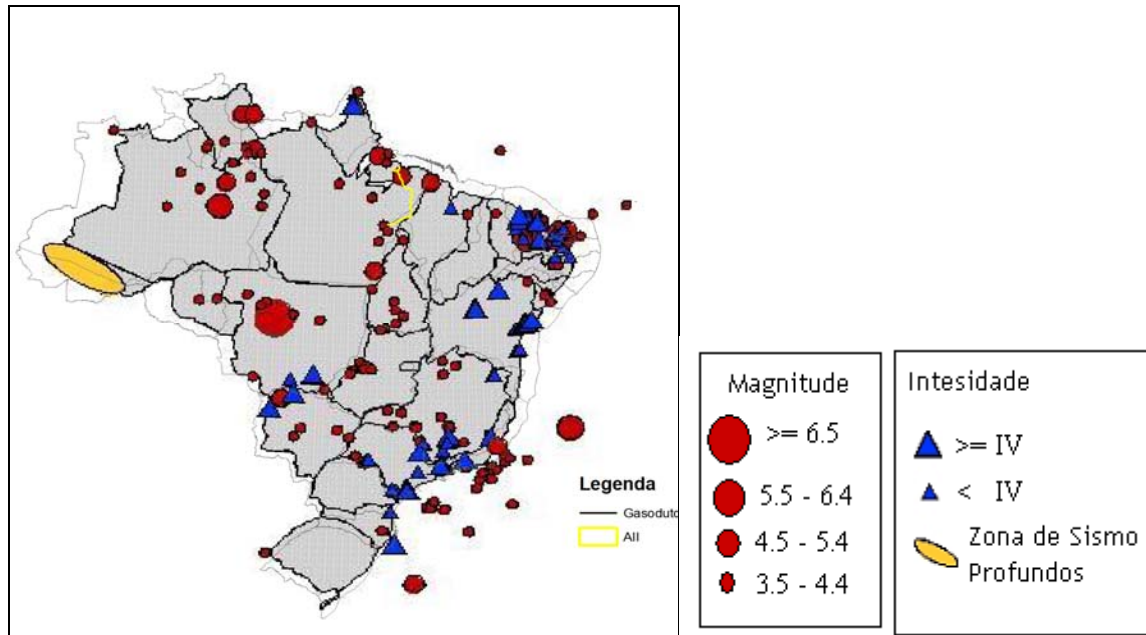 Legenda
Gasoduto
AII
Magnitude
>= 6.5
5.5 - 6.4
4.5 - 5.4
3.5 - 4.4
Intesidade
>= IV
< IV
Zona de Sismo
Profundos